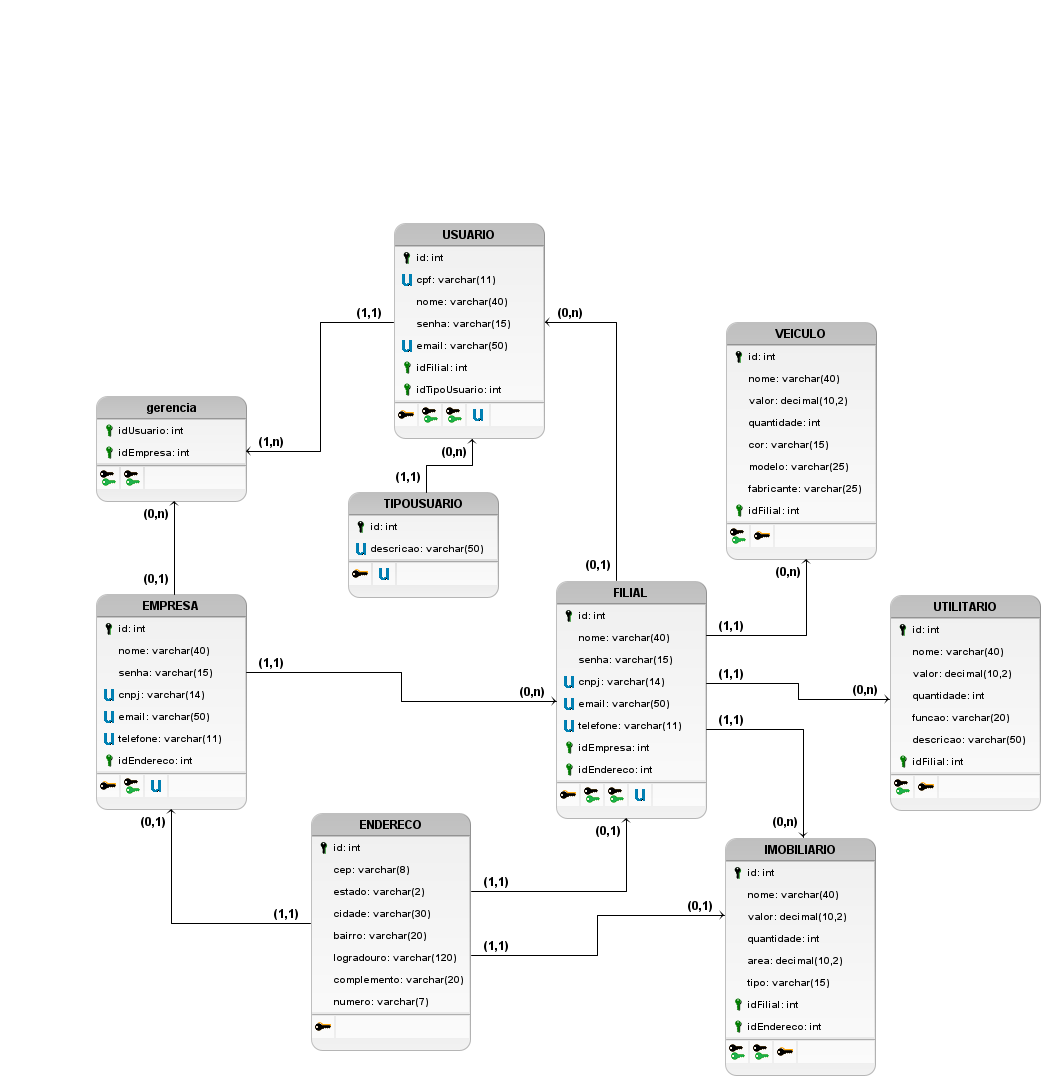 USUARIO
id: int
cpf: varchar(11)
nome: varchar(40)
senha: varchar(15)
email: varchar(50)
idFilial: int
idTipoUsuario: int
(1,1)
(0,n)
VEICULO
id: int
nome: varchar(40)
valor: decimal(10,2)
quantidade: int
cor: varchar(15)
modelo: varchar(25)
fabricante: varchar(25)
idFilial: int
gerencia
idUsuario: int
idEmpresa: int
(1,n)
(0,n)
(1,1)
TIPOUSUARIO
id: int
descricao: varchar(50)
(0,n)
(0,1)
(0,1)
(0,n)
EMPRESA
id: int
nome: varchar(40)
senha: varchar(15)
cnpj: varchar(14)
email: varchar(50)
telefone: varchar(11)
idEndereco: int
(1,1)
(0,n)
FILIAL
id: int
nome: varchar(40)
senha: varchar(15)
cnpj: varchar(14)
email: varchar(50)
telefone: varchar(11)
idEmpresa: int
idEndereco: int
(1,1)
(1,1)
(0,n)
(1,1)
UTILITARIO
id: int
nome: varchar(40)
valor: decimal(10,2)
quantidade: int
funcao: varchar(20)
descricao: varchar(50)
idFilial: int
(0,1)
(0,1)
(0,n)
ENDERECO
id: int
cep: varchar(8)
estado: varchar(2)
cidade: varchar(30)
bairro: varchar(20)
logradouro: varchar(120)
complemento: varchar(20)
numero: varchar(7)
(1,1)
(1,1)
(1,1)
(0,1)
IMOBILIARIO
id: int
nome: varchar(40)
valor: decimal(10,2)
quantidade: int
area: decimal(10,2)
tipo: varchar(15)
idFilial: int
idEndereco: int